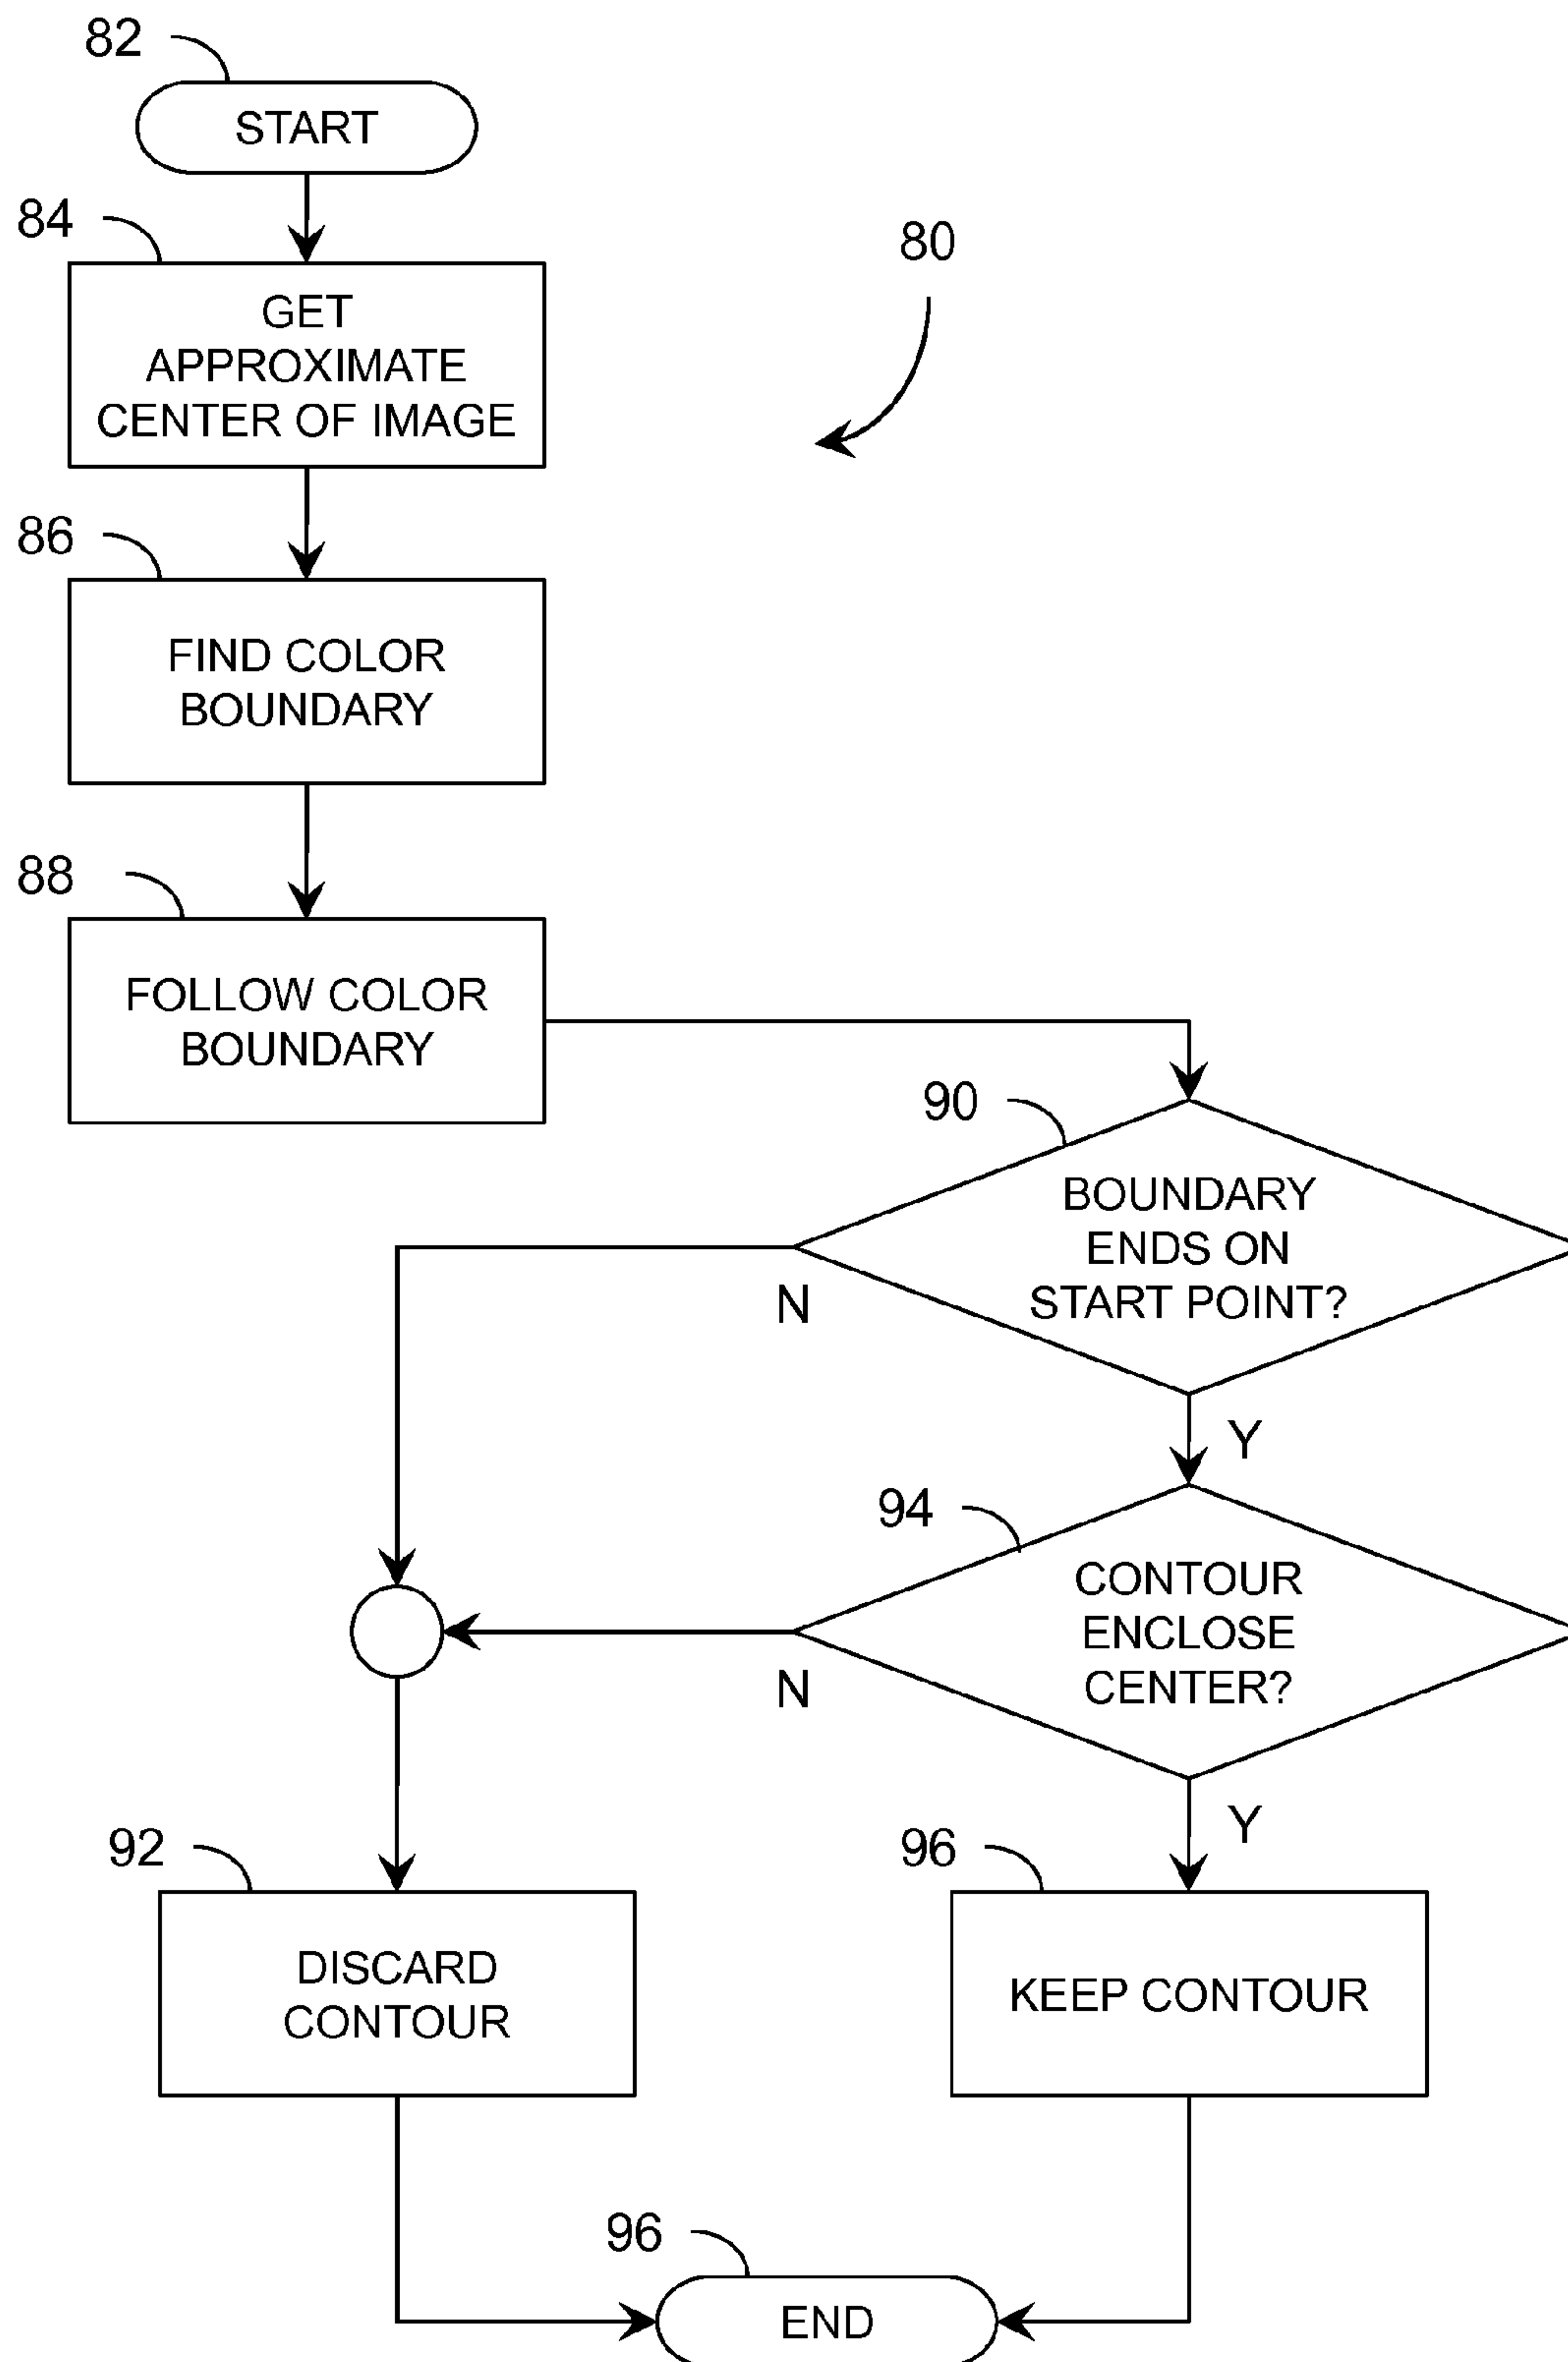 82
START
84
80
GET
APPROXIMATE
CENTER OF IMAGE
86
FIND COLOR
BOUNDARY
88
FOLLOW COLOR
BOUNDARY
90
BOUNDARY
ENDS ON
START POINT?
N
Y
94
CONTOUR
ENCLOSE
CENTER?
N
Y
92
96
DISCARD
CONTOUR
KEEP CONTOUR
96
END